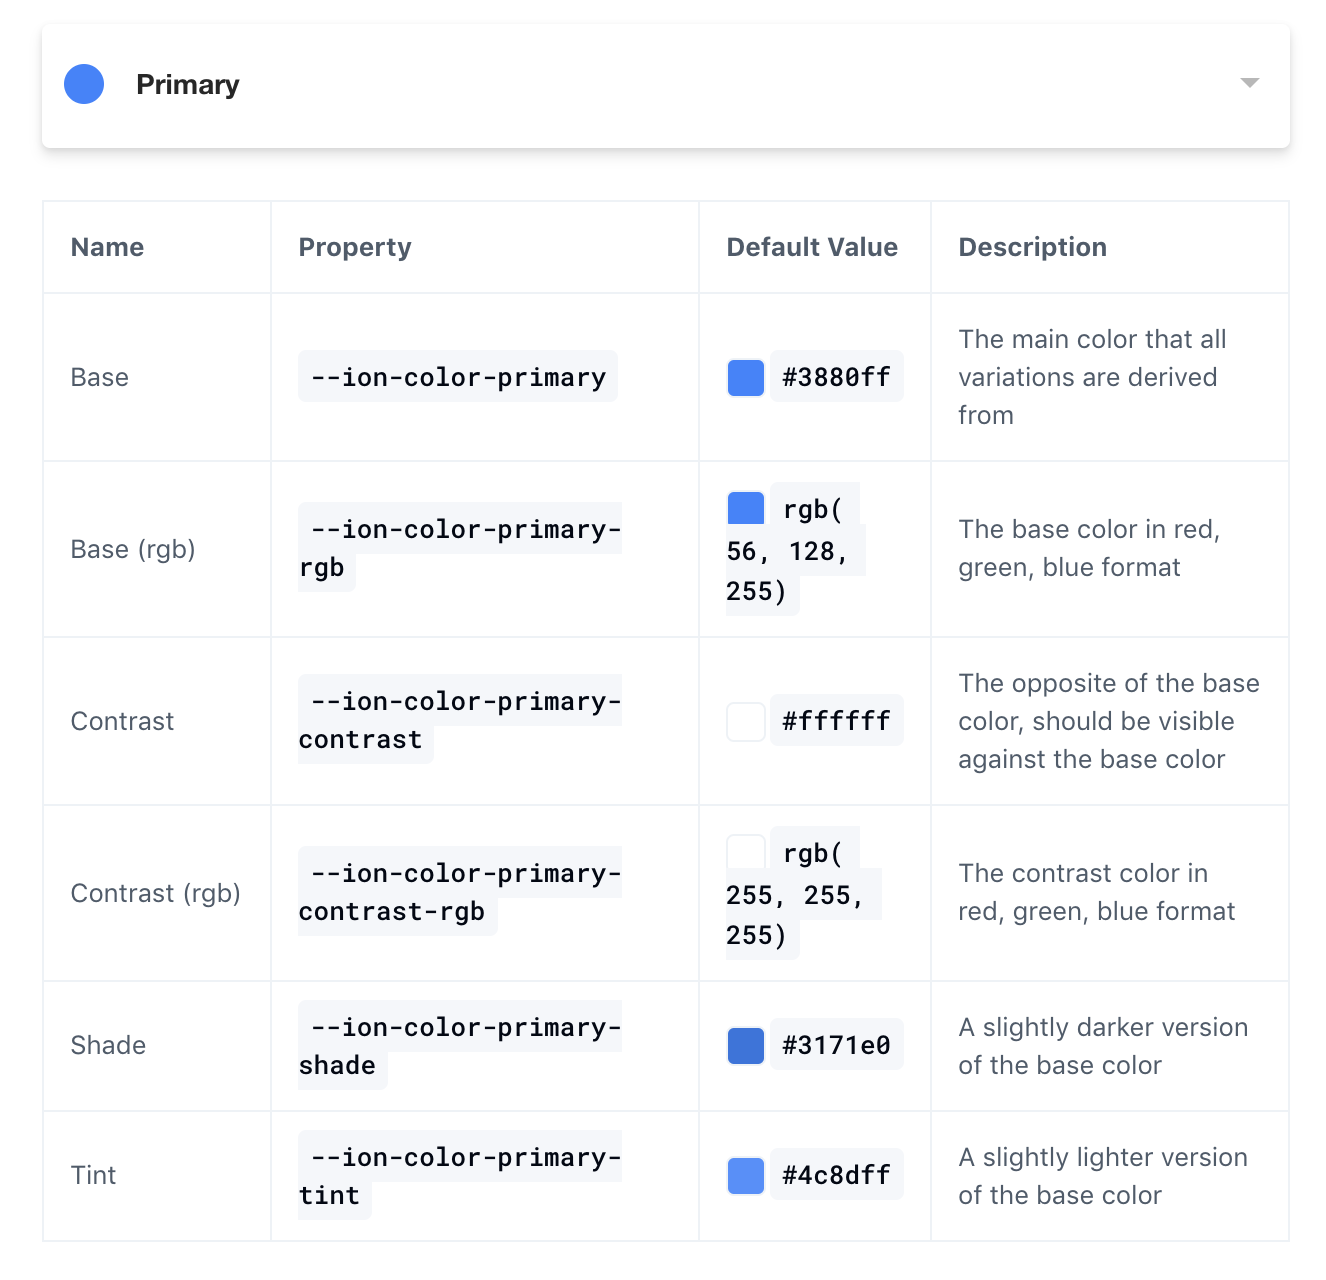 Primary
Name Property Default Value Description
Base --ion-color-primary #3880ff The main color that all
variations are derived
from
Base (rgb) --ion-color-primary-
rgb rgb(
56, 128,
255) The base color in red,
green, blue format
Contrast --ion-color-primary-
contrast #ffffff The opposite of the base
color, should be visible
against the base color
Contrast (rgb) --ion-color-primary-
contrast-rgb rgb(
255, 255,
255) The contrast color in
red, green, blue format
Shade --ion-color-primary-
shade #3171e0 A slightly darker version
of the base color
Tint --ion-color-primary-
tint #4c8dff A slightly lighter version
of the base color